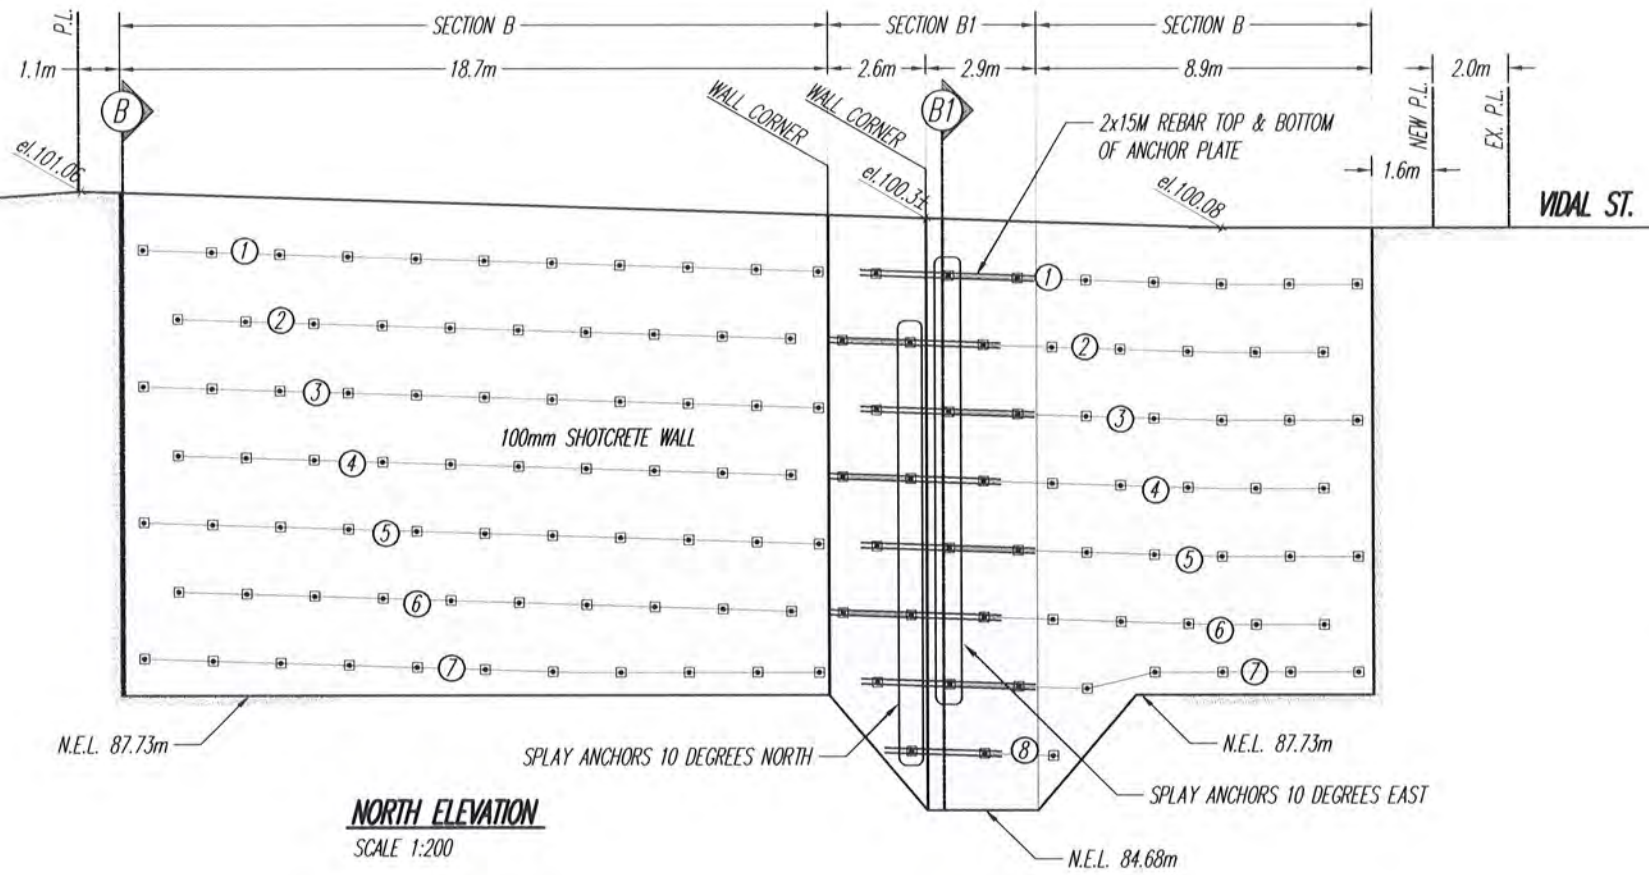 P.L.
SECTION B
SECTION B1
SECTION B
1.1m
18.7m
2.6m
2.9m
8.9m
2.0m
B
WALL CORNER
WALL CORNER
B1
2x15M REBAR TOP & BOTTOM
OF ANCHOR PLATE
NEW P.L.
EX. P.L.
1.6m
el.101.06
el.100.3±
el.100.08
VIDAL ST.
1
1
2
2
3
3
100mm SHOTCRETE WALL
4
4
5
5
6
6
7
7
N.E.L. 87.73m
SPLAY ANCHORS 10 DEGREES NORTH
8
N.E.L. 87.73m
SPLAY ANCHORS 10 DEGREES EAST
NORTH ELEVATION
SCALE 1:200
N.E.L. 84.68m